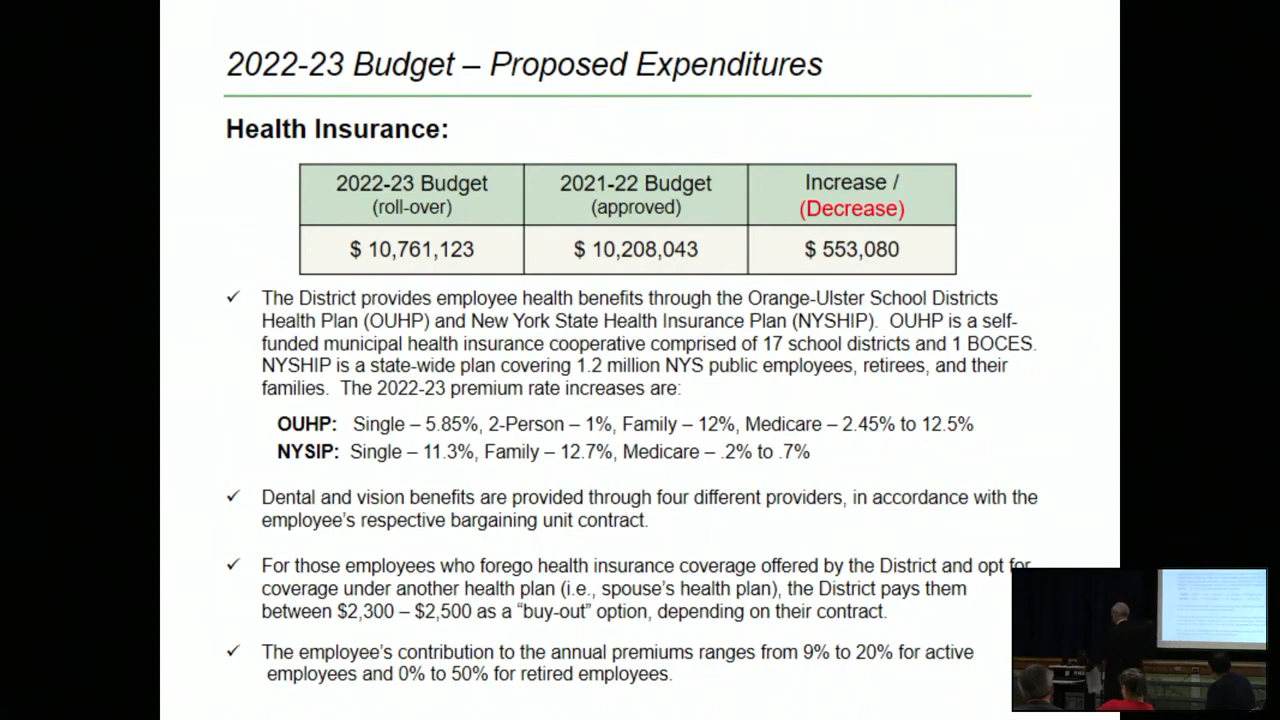 2022-23 Budget – Proposed Expenditures
Health Insurance:
2022-23 Budget
(roll-over)
2021-22 Budget
(approved)
Increase /
(Decrease)
$ 10,761,123
$ 10,208,043
$ 553,080
✓ The District provides employee health benefits through the Orange-Ulster School Districts
Health Plan (OUHP) and New York State Health Insurance Plan (NYSHIP). OUHP is a self-
funded municipal health insurance cooperative comprised of 17 school districts and 1 BOCES.
NYSHIP is a state-wide plan covering 1.2 million NYS public employees, retirees, and their
families. The 2022-23 premium rate increases are:
OUHP: Single – 5.85%, 2-Person – 1%, Family – 12%, Medicare – 2.45% to 12.5%
NYSIP: Single – 11.3%, Family – 12.7%, Medicare – .2% to .7%
✓ Dental and vision benefits are provided through four different providers, in accordance with the
employee's respective bargaining unit contract.
✓ For those employees who forego health insurance coverage offered by the District and opt for
coverage under another health plan (i.e., spouse's health plan), the District pays them
between $2,300 – $2,500 as a “buy-out” option, depending on their contract.
✓ The employee's contribution to the annual premiums ranges from 9% to 20% for active
employees and 0% to 50% for retired employees.